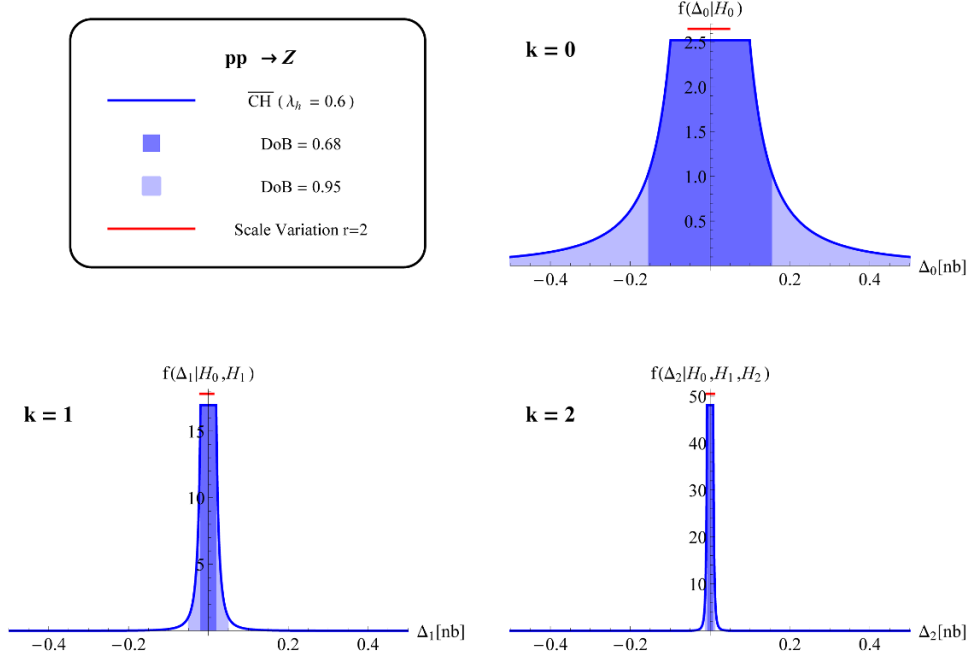 pp → Z
CH ( λh = 0.6 )
DoB = 0.68
DoB = 0.95
Scale Variation r=2
f(Δ0|H0)
k = 0
2.5
2.0
1.5
1.0
0.5
−0.4 −0.2 0.2 0.4 Δ0[nb]
f(Δ1|H0,H1)
k = 1
15
10
5
−0.4 −0.2 0.2 0.4 Δ1[nb]
f(Δ2|H0,H1,H2)
k = 2
50
40
30
20
10
−0.4 −0.2 0.2 0.4 Δ2[nb]